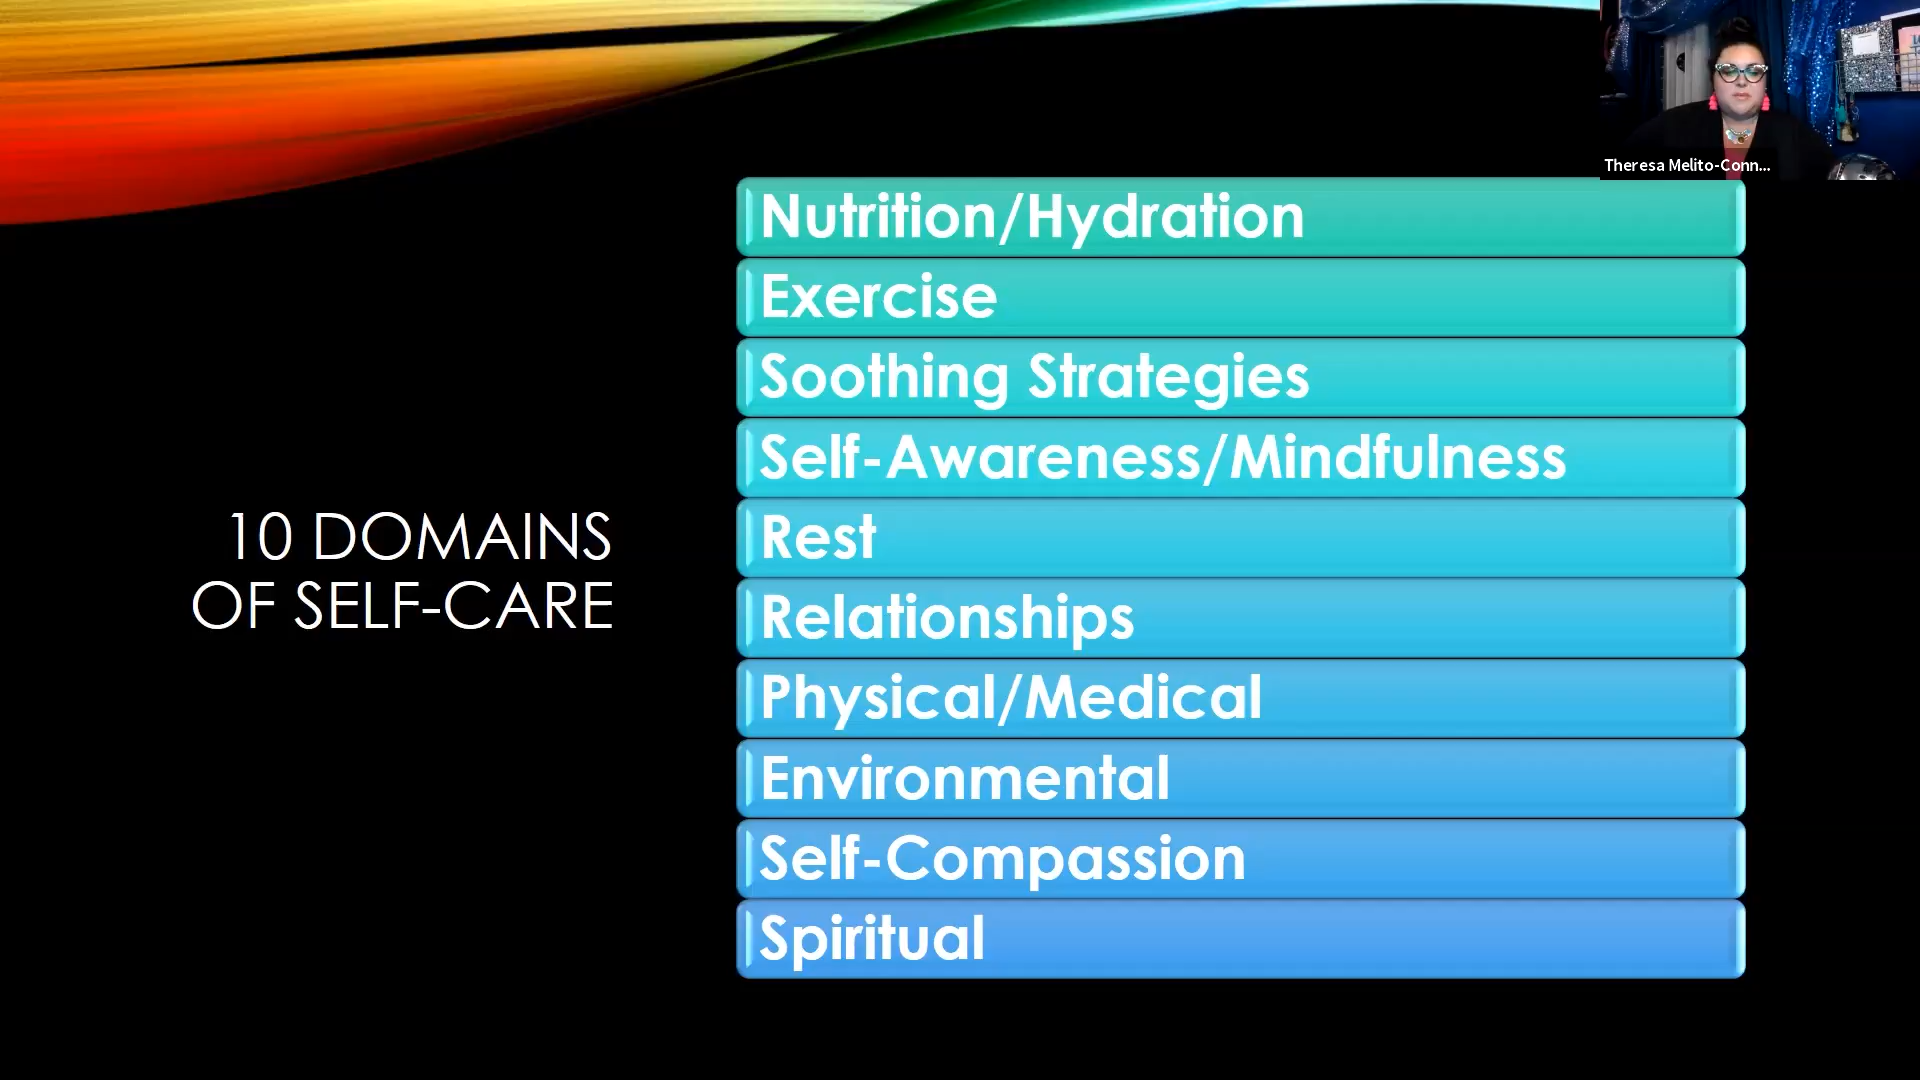 Theresa Melito-Conn...
10 DOMAINS
OF SELF-CARE
Nutrition/Hydration
Exercise
Soothing Strategies
Self-Awareness/Mindfulness
Rest
Relationships
Physical/Medical
Environmental
Self-Compassion
Spiritual